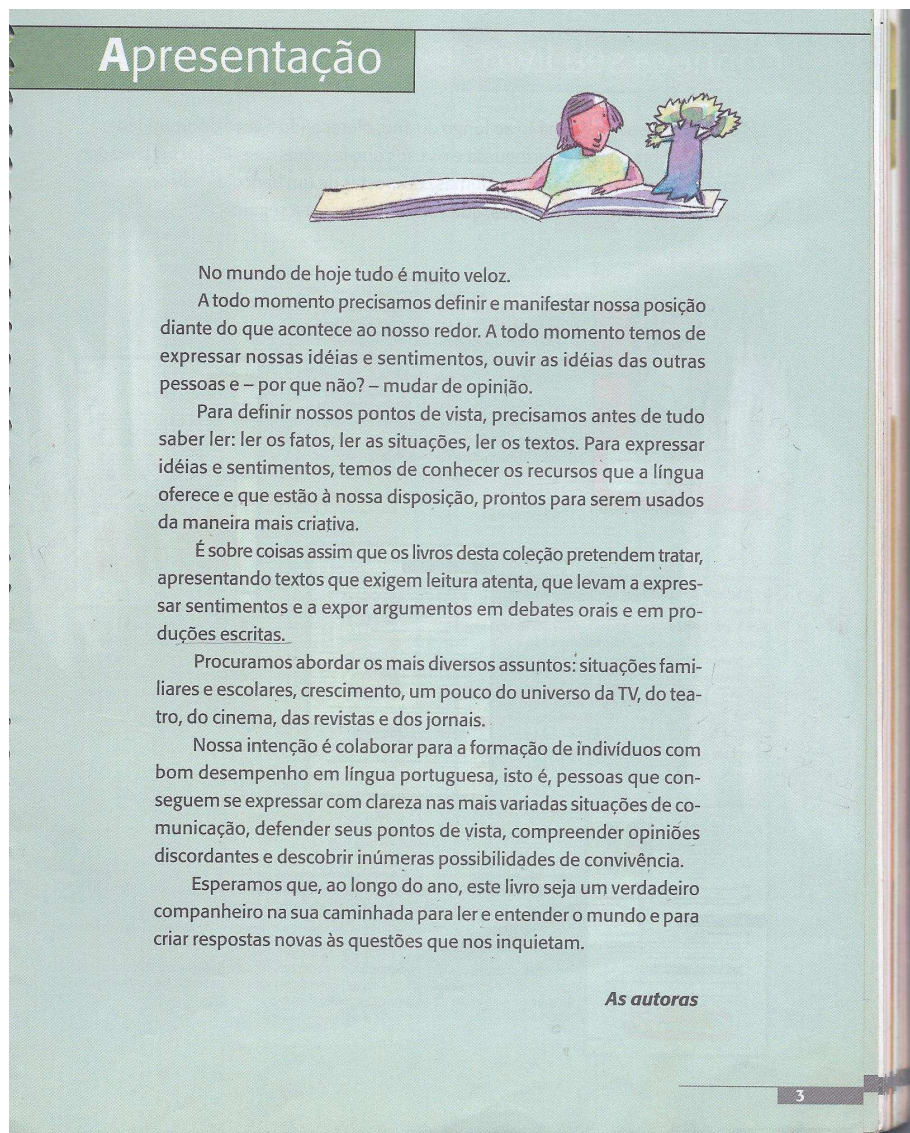 Apresentação
No mundo de hoje tudo é muito veloz.
A todo momento precisamos definir e manifestar nossa posição
diante do que acontece ao nosso redor. A todo momento temos de
expressar nossas idéias e sentimentos, ouvir as idéias das outras
pessoas e – por que não? – mudar de opinião.
Para definir nossos pontos de vista, precisamos antes de tudo
saber ler: ler os fatos, ler as situações, ler os textos. Para expressar
idéias e sentimentos, temos de conhecer os recursos que a língua
oferece e que estão à nossa disposição, prontos para serem usados
da maneira mais criativa.
É sobre coisas assim que os livros desta coleção pretendem tratar,
apresentando textos que exigem leitura atenta, que levam a expres-
sar sentimentos e a expor argumentos em debates orais e em pro-
duções escritas.
Procuramos abordar os mais diversos assuntos: situações fami-
liares e escolares, crescimento, um pouco do universo da TV, do tea-
tro, do cinema, das revistas e dos jornais.
Nossa intenção é colaborar para a formação de indivíduos com
bom desempenho em língua portuguesa, isto é, pessoas que con-
seguem se expressar com clareza nas mais variadas situações de co-
municação, defender seus pontos de vista, compreender opiniões
discordantes e descobrir inúmeras possibilidades de convivência.
Esperamos que, ao longo do ano, este livro seja um verdadeiro
companheiro na sua caminhada para ler e entender o mundo e para
criar respostas novas às questões que nos inquietam.
As autoras
3